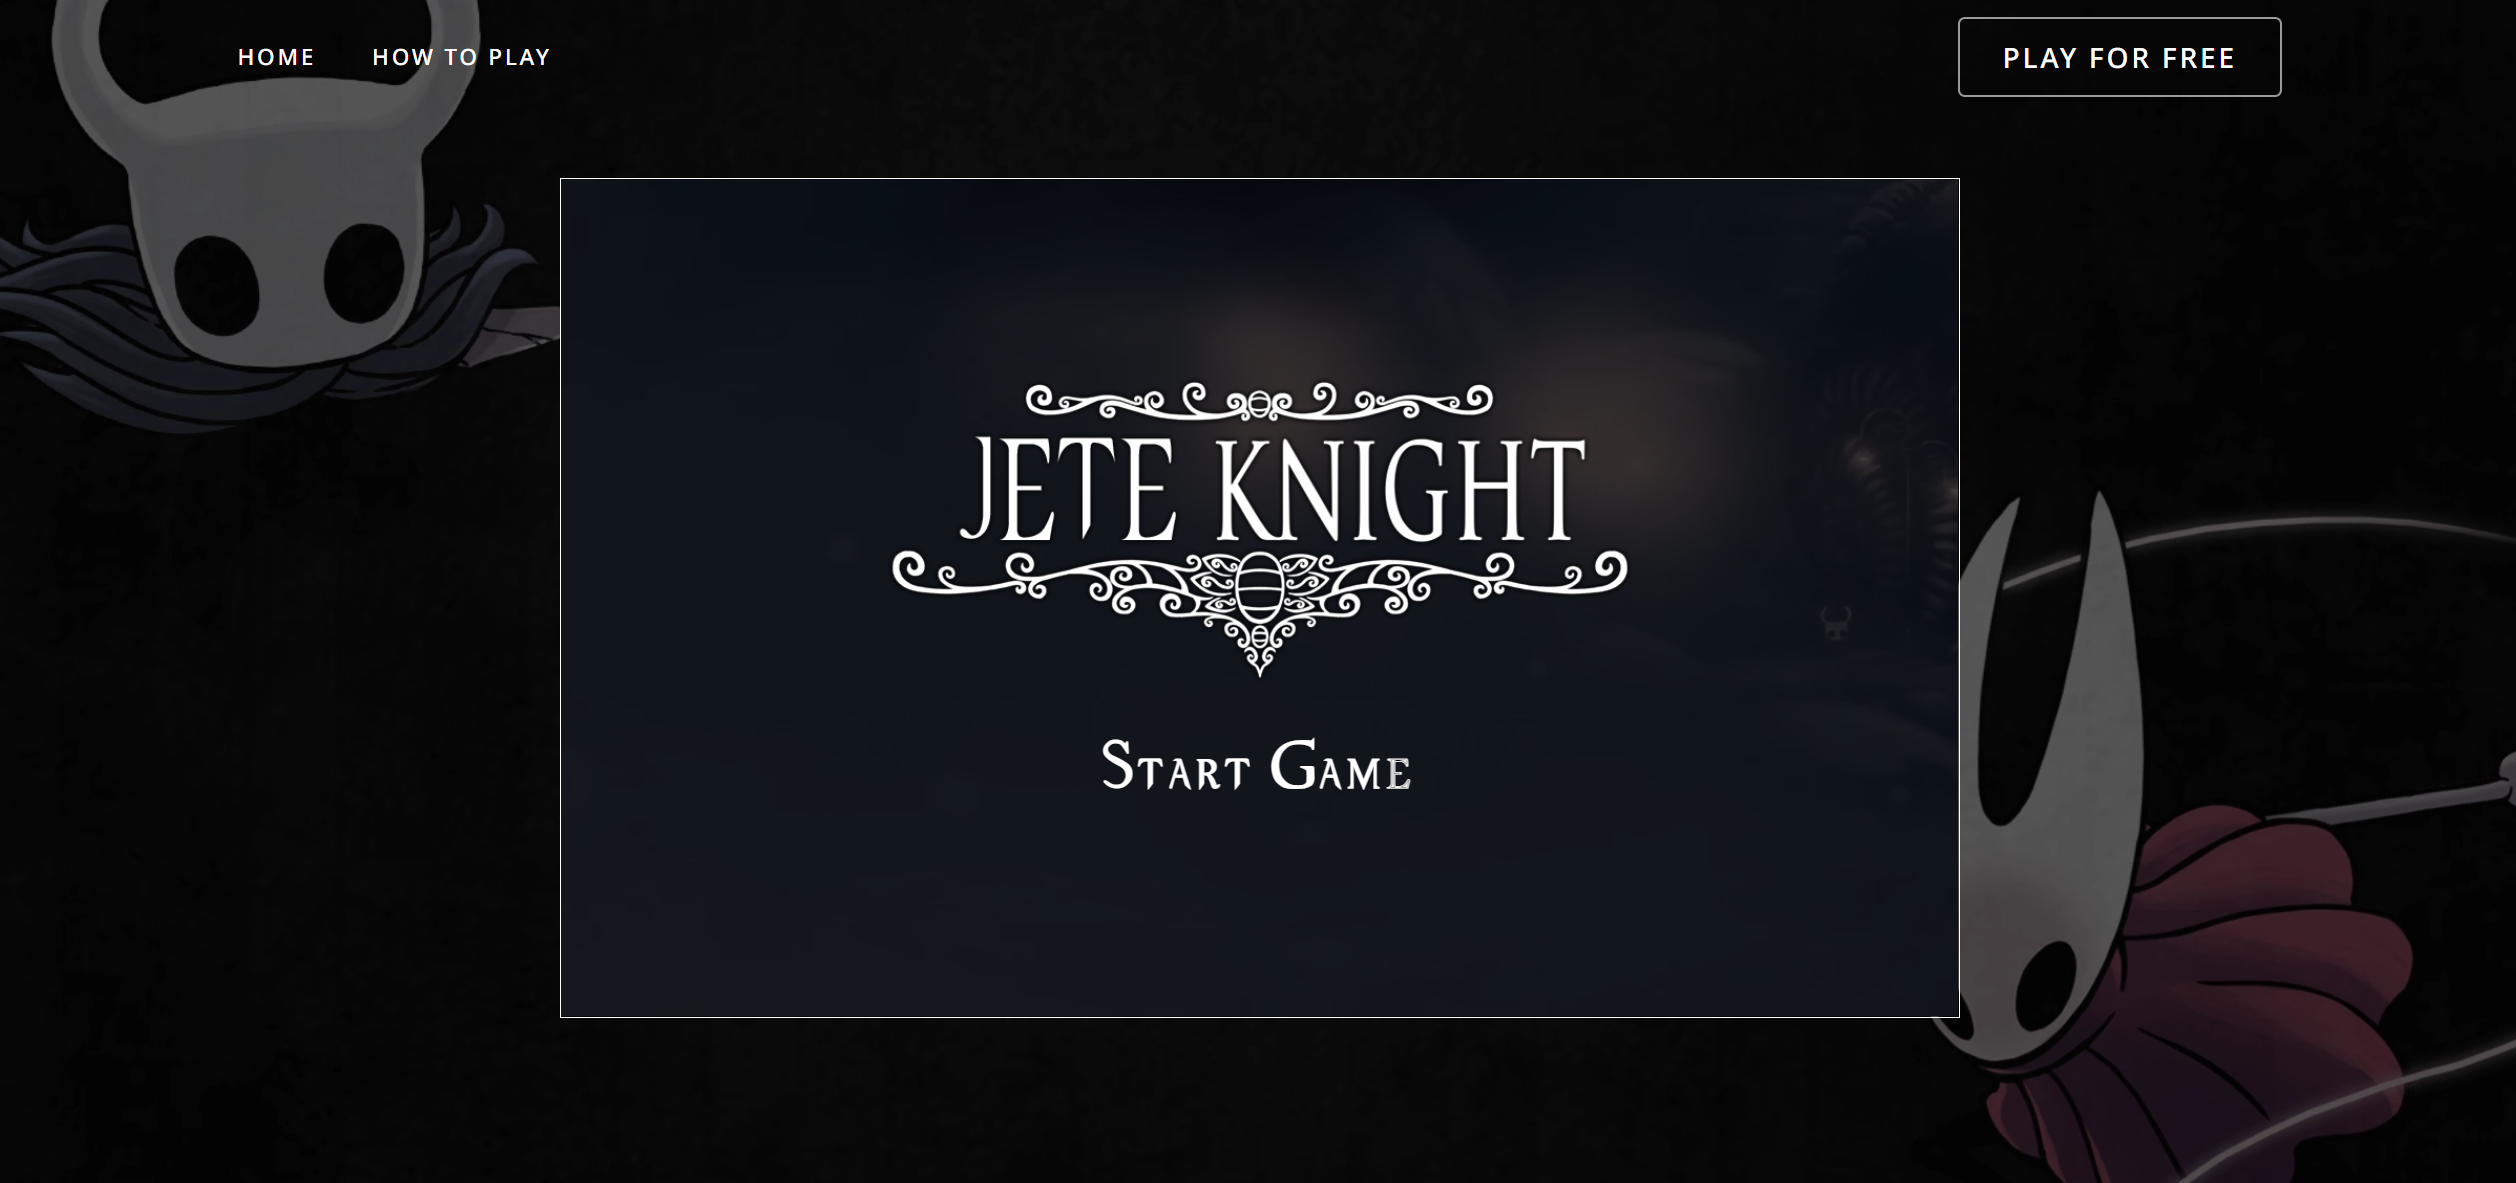 HOME HOW TO PLAY PLAY FOR FREE
JETE KNIGHT
START GAME